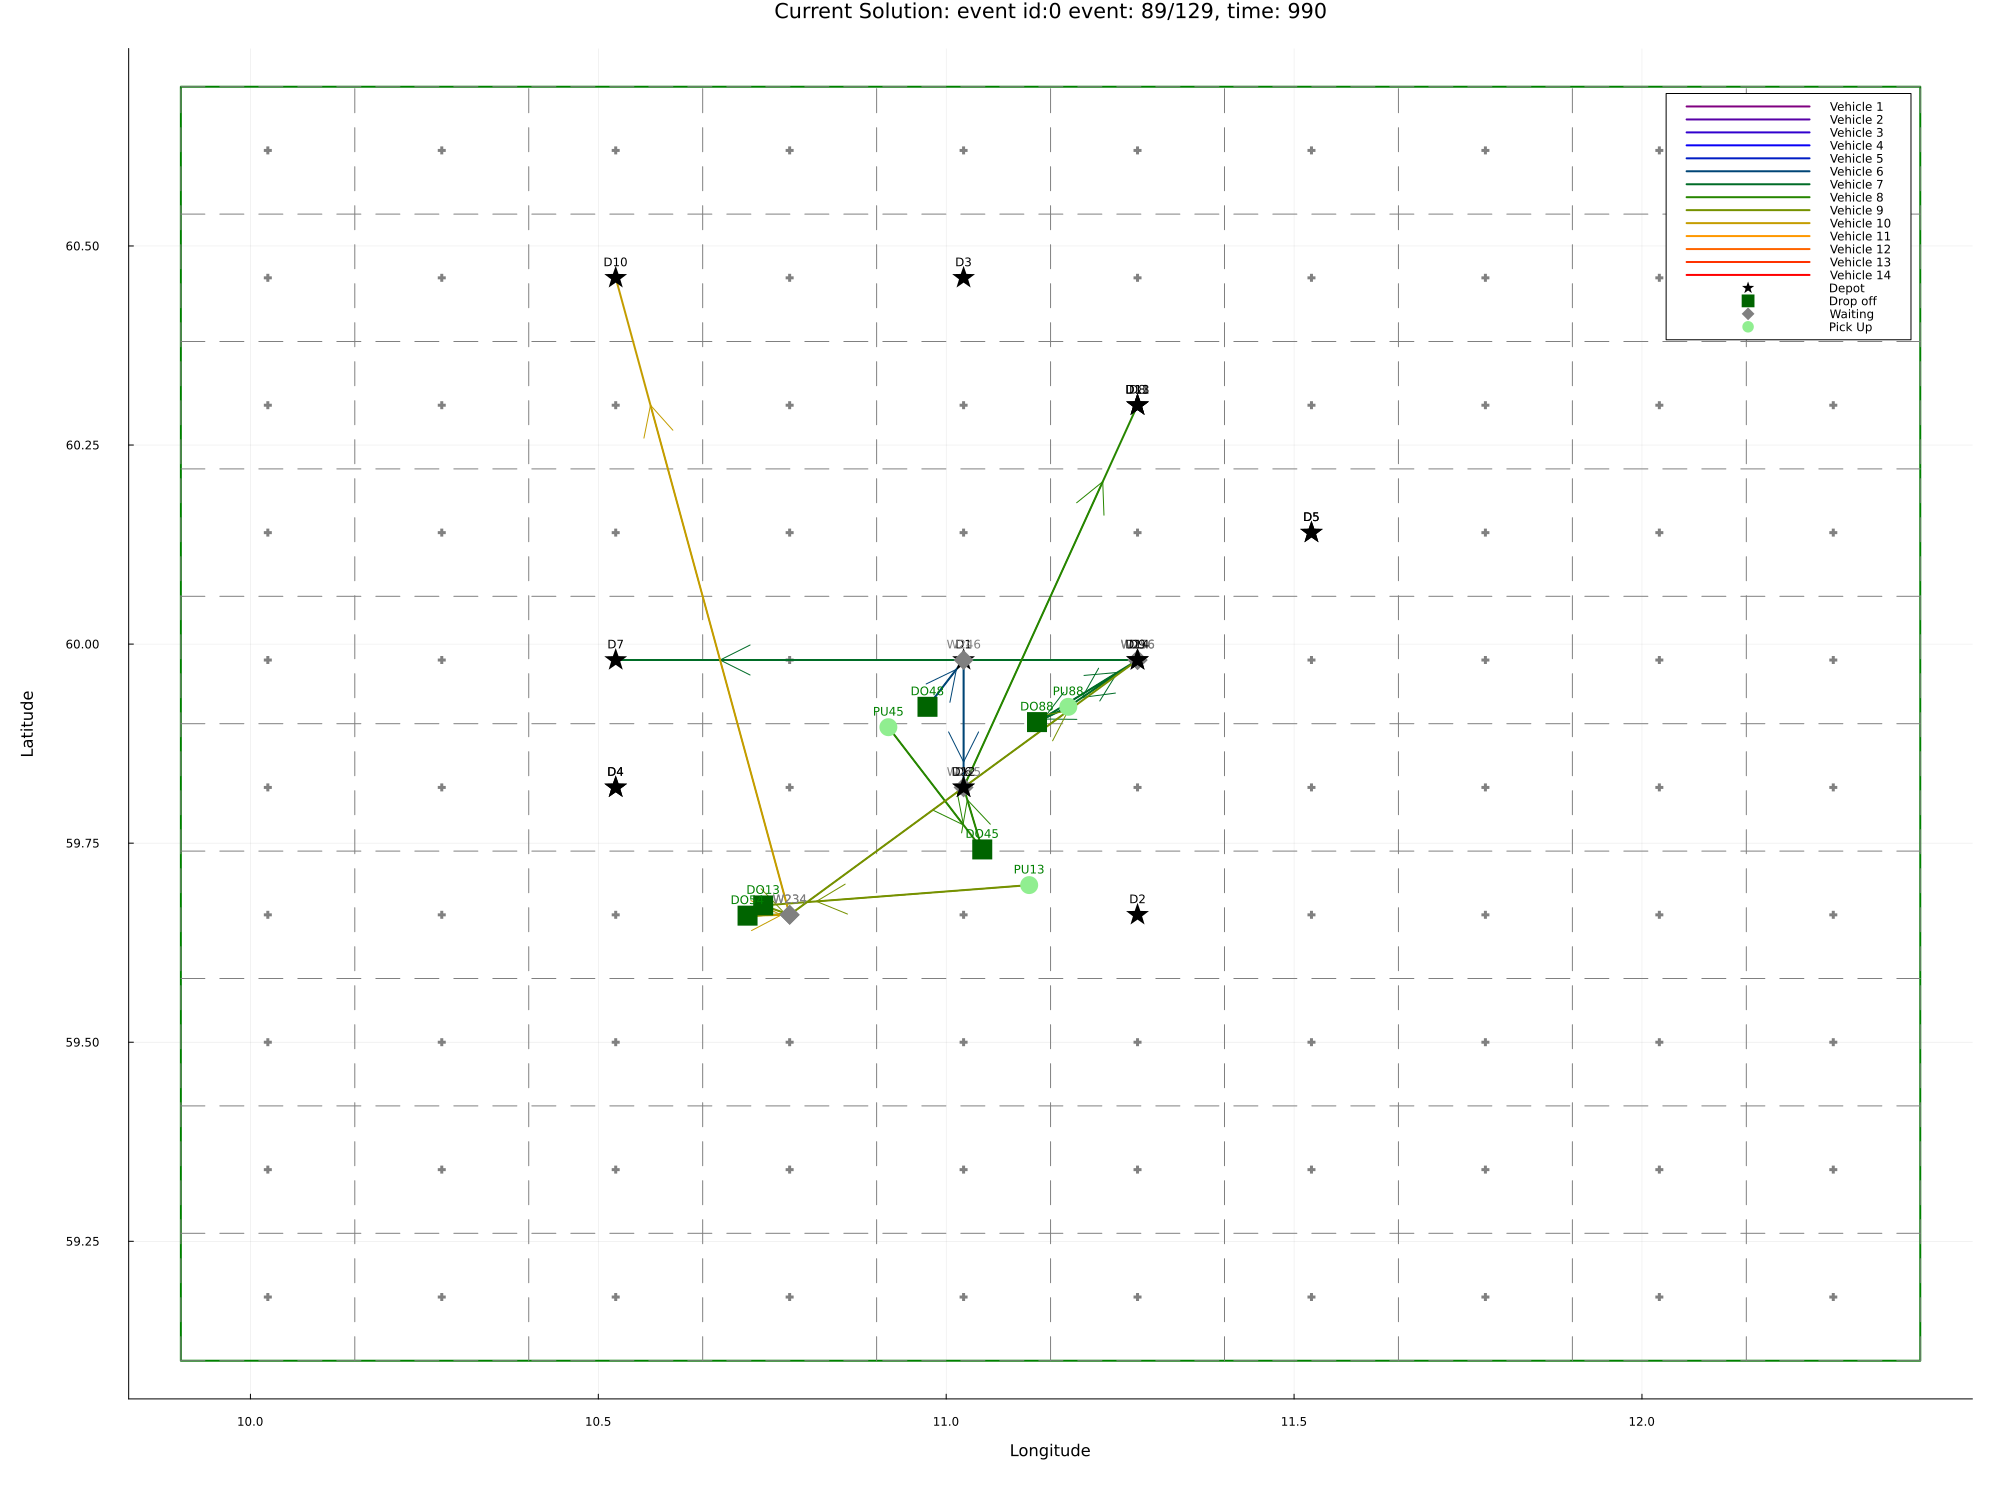 Current Solution: event id:0 event: 89/129, time: 990
Vehicle 1
Vehicle 2
Vehicle 3
Vehicle 4
Vehicle 5
Vehicle 6
Vehicle 7
Vehicle 8
Vehicle 9
Vehicle 10
Vehicle 11
Vehicle 12
Vehicle 13
Vehicle 14
Depot
Drop off
Waiting
Pick Up
60.50
60.25
60.00
59.75
59.50
59.25
Latitude
D10
D3
D5
D7
D1
DO48
PU88
PU45
DO88
D4
DO45
PU13
DO13
W234
D2
10.0
10.5
11.0
11.5
12.0
Longitude